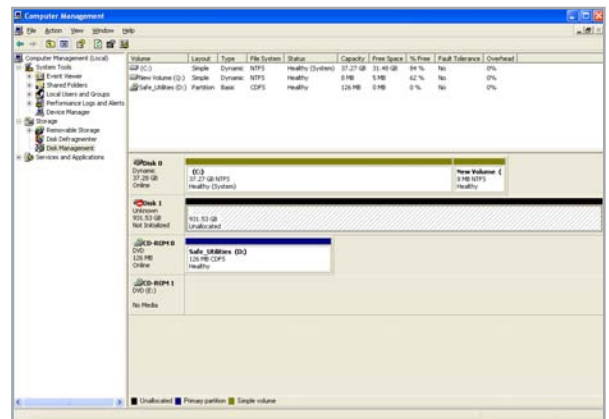 Computer Management
File Action View Window Help
Computer Management (Local)
System Tools
Event Viewer
Shared Folders
Local Users and Groups
Performance Logs and Alerts
Device Manager
Storage
Removable Storage
Disk Defragmenter
Disk Management
Services and Applications
Volume Layout Type File System Status Capacity Free Space % Free Fault Tolerance Overhead
(C:) Simple Dynamic NTFS Healthy (System) 37.27 GB 31.48 GB 84 % No 0%
New Volume (Q:) Simple Dynamic NTFS Healthy 8 MB 5 MB 62 % No 0%
Safe_Utilities (D:) Partition Basic CDFS Healthy 126 MB 0 MB 0 % No 0%
Disk 0
Dynamic
37.28 GB
Online
(C:)
37.27 GB NTFS
Healthy (System)
New Volume (
8 MB NTFS
Healthy
Disk 1
Unknown
931.53 GB
Not Initialized
931.53 GB
Unallocated
CD-ROM 0
DVD
126 MB
Online
Safe_Utilities (D:)
126 MB CDFS
Healthy
CD-ROM 1
DVD (E:)
No Media
Unallocated Primary partition Simple volume